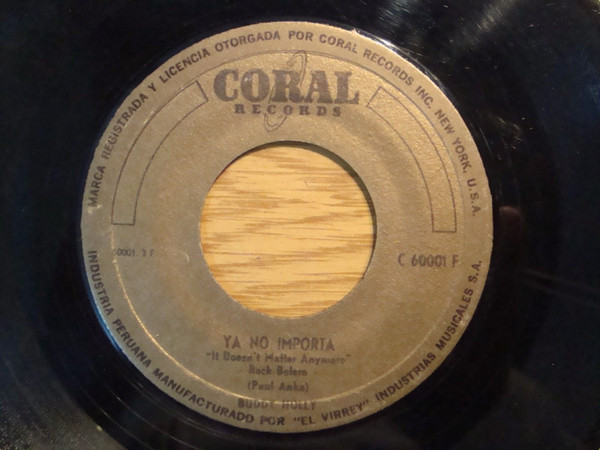 MARCA REGISTRADA Y LICENCIA OTORGADA POR CORAL RECORDS INC. NEW YORK, U.S.A.
CORAL
RECORDS
60001. 3 F
C 60001 F
YA NO IMPORTA
"It Doesn't Matter Anymore"
Rock Bolero
(Paul Anka)
BUDDY HOLLY
INDUSTRIA PERUANA MANUFACTURADO POR "EL VIRREY" INDUSTRIAS MUSICALES S.A.